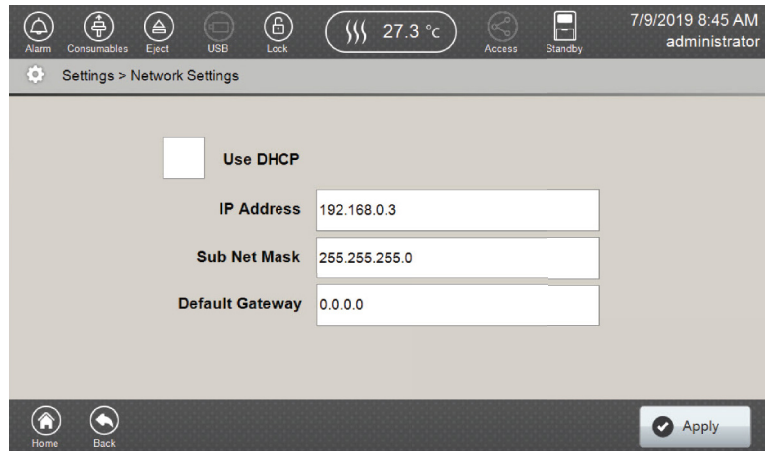 7/9/2019 8:45 AM
27.3 °c
administrator
Alarm Consumables Eject USB Lock Access Standby
Settings > Network Settings
Use DHCP
IP Address 192.168.0.3
Sub Net Mask 255.255.255.0
Default Gateway 0.0.0.0
Home Back Apply